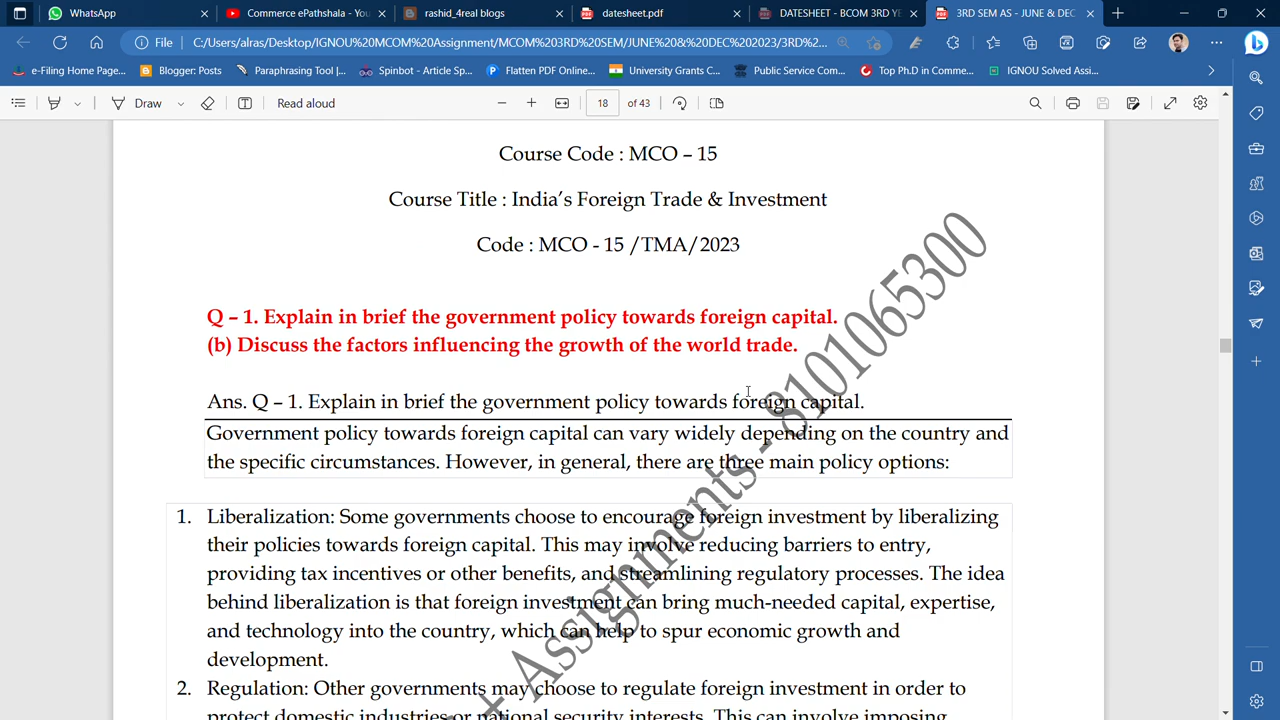 WhatsApp
Commerce ePathshala - You
rashid_4real blogs
datesheet.pdf
DATESHEET - BCOM 3RD YE
3RD SEM AS - JUNE & DEC
File
C:/Users/alras/Desktop/IGNOU%20MCOM%20Assignment/MCOM%203RD%20SEM/JUNE%20&%20DEC%202023/3RD%2...
e-Filing Home Page...
Blogger: Posts
Paraphrasing Tool |...
Spinbot - Article Sp...
Flatten PDF Online...
University Grants C...
Public Service Com...
Top Ph.D in Comme...
IGNOU Solved Assi...
Draw
Read aloud
18 of 43
Course Code : MCO – 15
Course Title : India's Foreign Trade & Investment
Code : MCO - 15 /TMA/2023
Q – 1. Explain in brief the government policy towards foreign capital.
(b) Discuss the factors influencing the growth of the world trade.
Ans. Q – 1. Explain in brief the government policy towards foreign capital.
Government policy towards foreign capital can vary widely depending on the country and
the specific circumstances. However, in general, there are three main policy options:
1. Liberalization: Some governments choose to encourage foreign investment by liberalizing
their policies towards foreign capital. This may involve reducing barriers to entry,
providing tax incentives or other benefits, and streamlining regulatory processes. The idea
behind liberalization is that foreign investment can bring much-needed capital, expertise,
and technology into the country, which can help to spur economic growth and
development.
2. Regulation: Other governments may choose to regulate foreign investment in order to
protect domestic industries or national security interests. This can involve imposing
+ Assignments - 8101065300